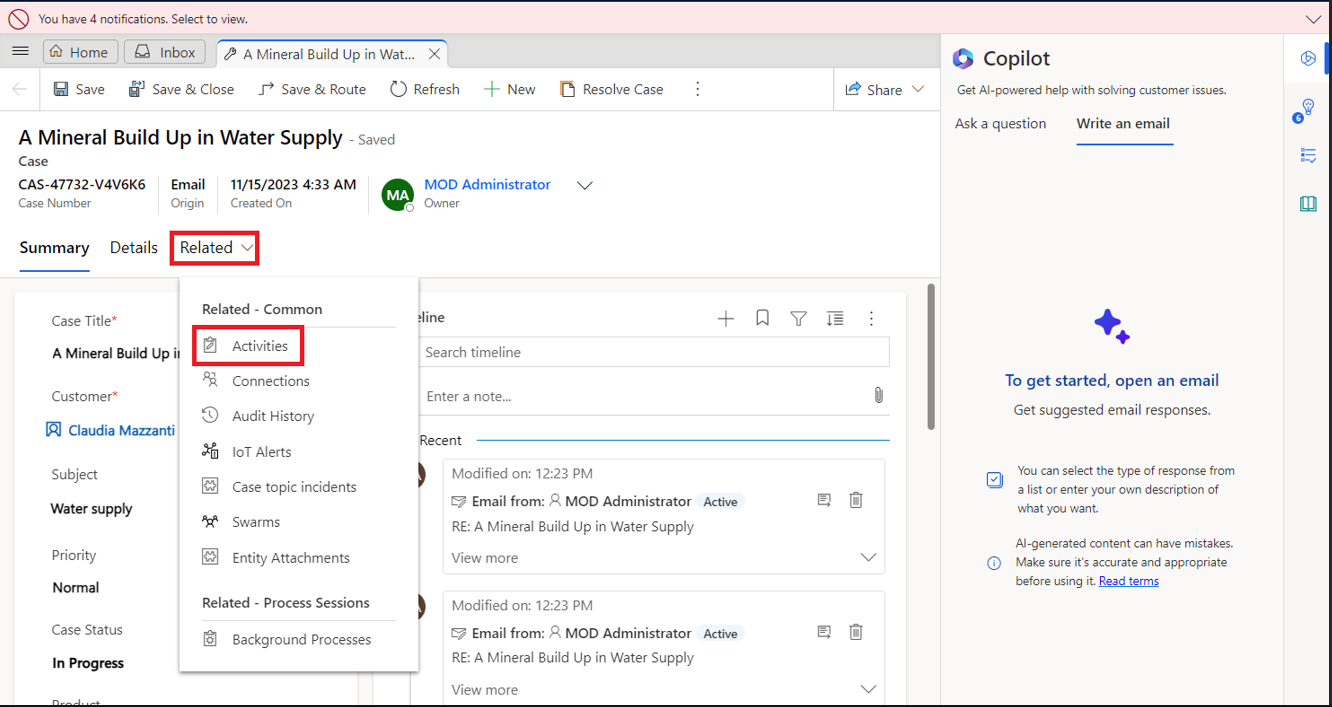 You have 4 notifications. Select to view.
Home
Inbox
A Mineral Build Up in Wat...
Save
Save & Close
Save & Route
Refresh
New
Resolve Case
Share
A Mineral Build Up in Water Supply - Saved
Case
CAS-47732-V4V6K6
Case Number
Email
Origin
11/15/2023 4:33 AM
Created On
MA
MOD Administrator
Owner
Summary
Details
Related
Case Title*
A Mineral Build Up i
Customer*
Claudia Mazzanti
Subject
Water supply
Priority
Normal
Case Status
In Progress
Product
Related - Common
Activities
Connections
Audit History
IoT Alerts
Case topic incidents
Swarms
Entity Attachments
Related - Process Sessions
Background Processes
eline
Search timeline
Enter a note...
Recent
Modified on: 12:23 PM
Email from: MOD Administrator Active
RE: A Mineral Build Up in Water Supply
View more
Modified on: 12:23 PM
Email from: MOD Administrator Active
RE: A Mineral Build Up in Water Supply
View more
Copilot
Get AI-powered help with solving customer issues.
Ask a question
Write an email
To get started, open an email
Get suggested email responses.
You can select the type of response from
a list or enter your own description of
what you want.
AI-generated content can have mistakes.
Make sure it's accurate and appropriate
before using it. Read terms
6